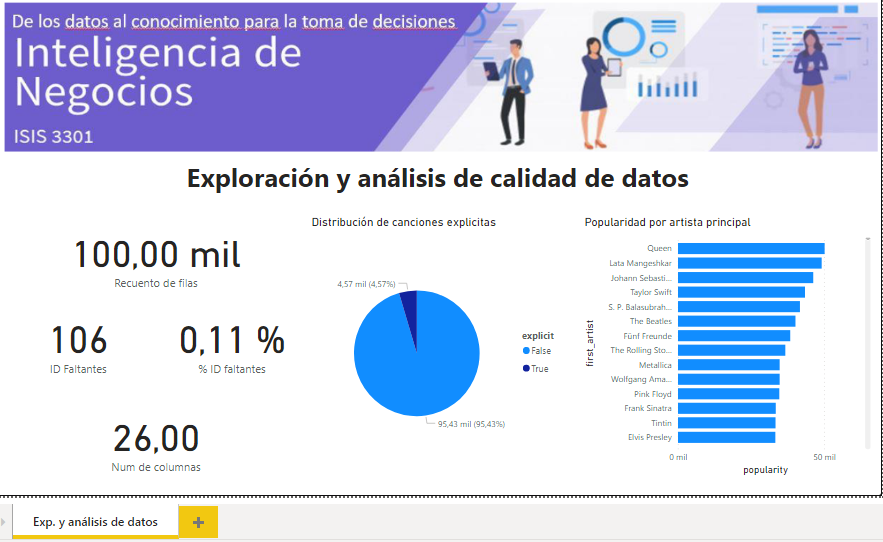 De los datos al conocimiento para la toma de decisiones
Inteligencia de
Negocios
ISIS 3301
Exploración y análisis de calidad de datos
100,00 mil
Recuento de filas
106
ID Faltantes
0,11 %
% ID faltantes
26,00
Num de columnas
Distribución de canciones explicitas
4,57 mil (4,57%)
95,43 mil (95,43%)
explicit
False
True
Popularidad por artista principal
first_artist
Queen
Lata Mangeshkar
Johann Sebasti...
Taylor Swift
S. P. Balasubrah...
The Beatles
Fünf Freunde
The Rolling Sto...
Metallica
Wolfgang Ama...
Pink Floyd
Frank Sinatra
Tintin
Elvis Presley
0 mil
50 mil
popularity
Exp. y análisis de datos